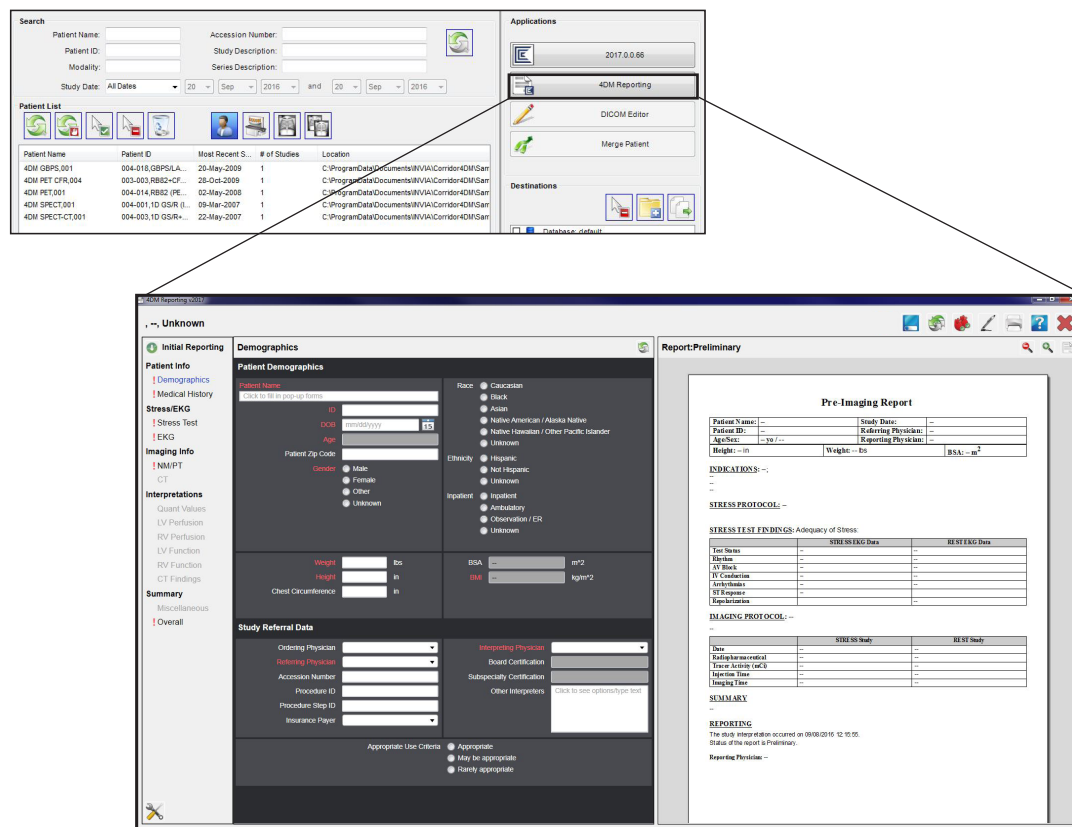 Search
Patient Name:
Accession Number:
Patient ID:
Study Description:
Modality:
Series Description:
Study Date: All Dates 20 Sep 2016 and 20 Sep 2016
Patient List
Patient Name Patient ID Most Recent S... # of Studies Location
4DM GBPS,001 004-018,GBPS/LA... 20-May-2009 1 C:\ProgramData\Documents\INVIA\Corridor4DM\Sam
4DM PET CFR,004 003-003,RB82+CF... 28-Oct-2009 1 C:\ProgramData\Documents\INVIA\Corridor4DM\Sam
4DM PET,001 004-014,RB82 (PE... 02-May-2008 1 C:\ProgramData\Documents\INVIA\Corridor4DM\Sam
4DM SPECT,001 004-001,1D GS/R (I... 09-Mar-2007 1 C:\ProgramData\Documents\INVIA\Corridor4DM\Sam
4DM SPECT-CT,001 004-003,1D GS/R+... 22-May-2007 1 C:\ProgramData\Documents\INVIA\Corridor4DM\Sam
Applications
2017.0.0.66
4DM Reporting
DICOM Editor
Merge Patient
Destinations
Database: default
4DM Reporting v2017
, --, Unknown
Initial Reporting
Patient Info
! Demographics
! Medical History
Stress/EKG
! Stress Test
! EKG
Imaging Info
! NM/PT
CT
Interpretations
Quant Values
LV Perfusion
RV Perfusion
LV Function
RV Function
CT Findings
Summary
Miscellaneous
! Overall
Demographics
Patient Demographics
Patient Name
Click to fill in pop-up forms
ID
DOB mm/dd/yyyy 15
Age
Patient Zip Code
Gender Male
Female
Other
Unknown
Race Caucasian
Black
Asian
Native American / Alaska Native
Native Hawaiian / Other Pacific Islander
Unknown
Ethnicity Hispanic
Not Hispanic
Unknown
Inpatient Inpatient
Ambulatory
Observation / ER
Unknown
Weight lbs
Height in
Chest Circumference in
BSA -- m^2
BMI -- kg/m^2
Study Referral Data
Ordering Physician
Referring Physician
Accession Number
Procedure ID
Procedure Step ID
Insurance Payer
Interpreting Physician
Board Certification
Subspecialty Certification
Other Interpreters Click to see options/type text
Appropriate Use Criteria Appropriate
May be appropriate
Rarely appropriate
Report:Preliminary
Pre-Imaging Report
Patient Name: -- Study Date: --
Patient ID: -- Referring Physician: --
Age/Sex: -- yo / -- Reporting Physician: --
Height: -- in Weight: -- lbs BSA: -- m2
INDICATIONS: --;
--
--
--
STRESS PROTOCOL: --
STRESS TEST FINDINGS: Adequacy of Stress:
STRESS EKG Data REST EKG Data
Test Status -- --
Rhythm -- --
AV Block -- --
IV Conduction -- --
Arrhythmias -- --
ST Response --
Repolarization --
IMAGING PROTOCOL: --
--
STRESS Study REST Study
Date -- --
Radiopharmaceutical -- --
Tracer Activity (mCi) -- --
Injection Time -- --
Imaging Time -- --
SUMMARY
--
REPORTING
The study interpretation occurred on 09/08/2016 12:15:55.
Status of the report is Preliminary.
Reporting Physician: --